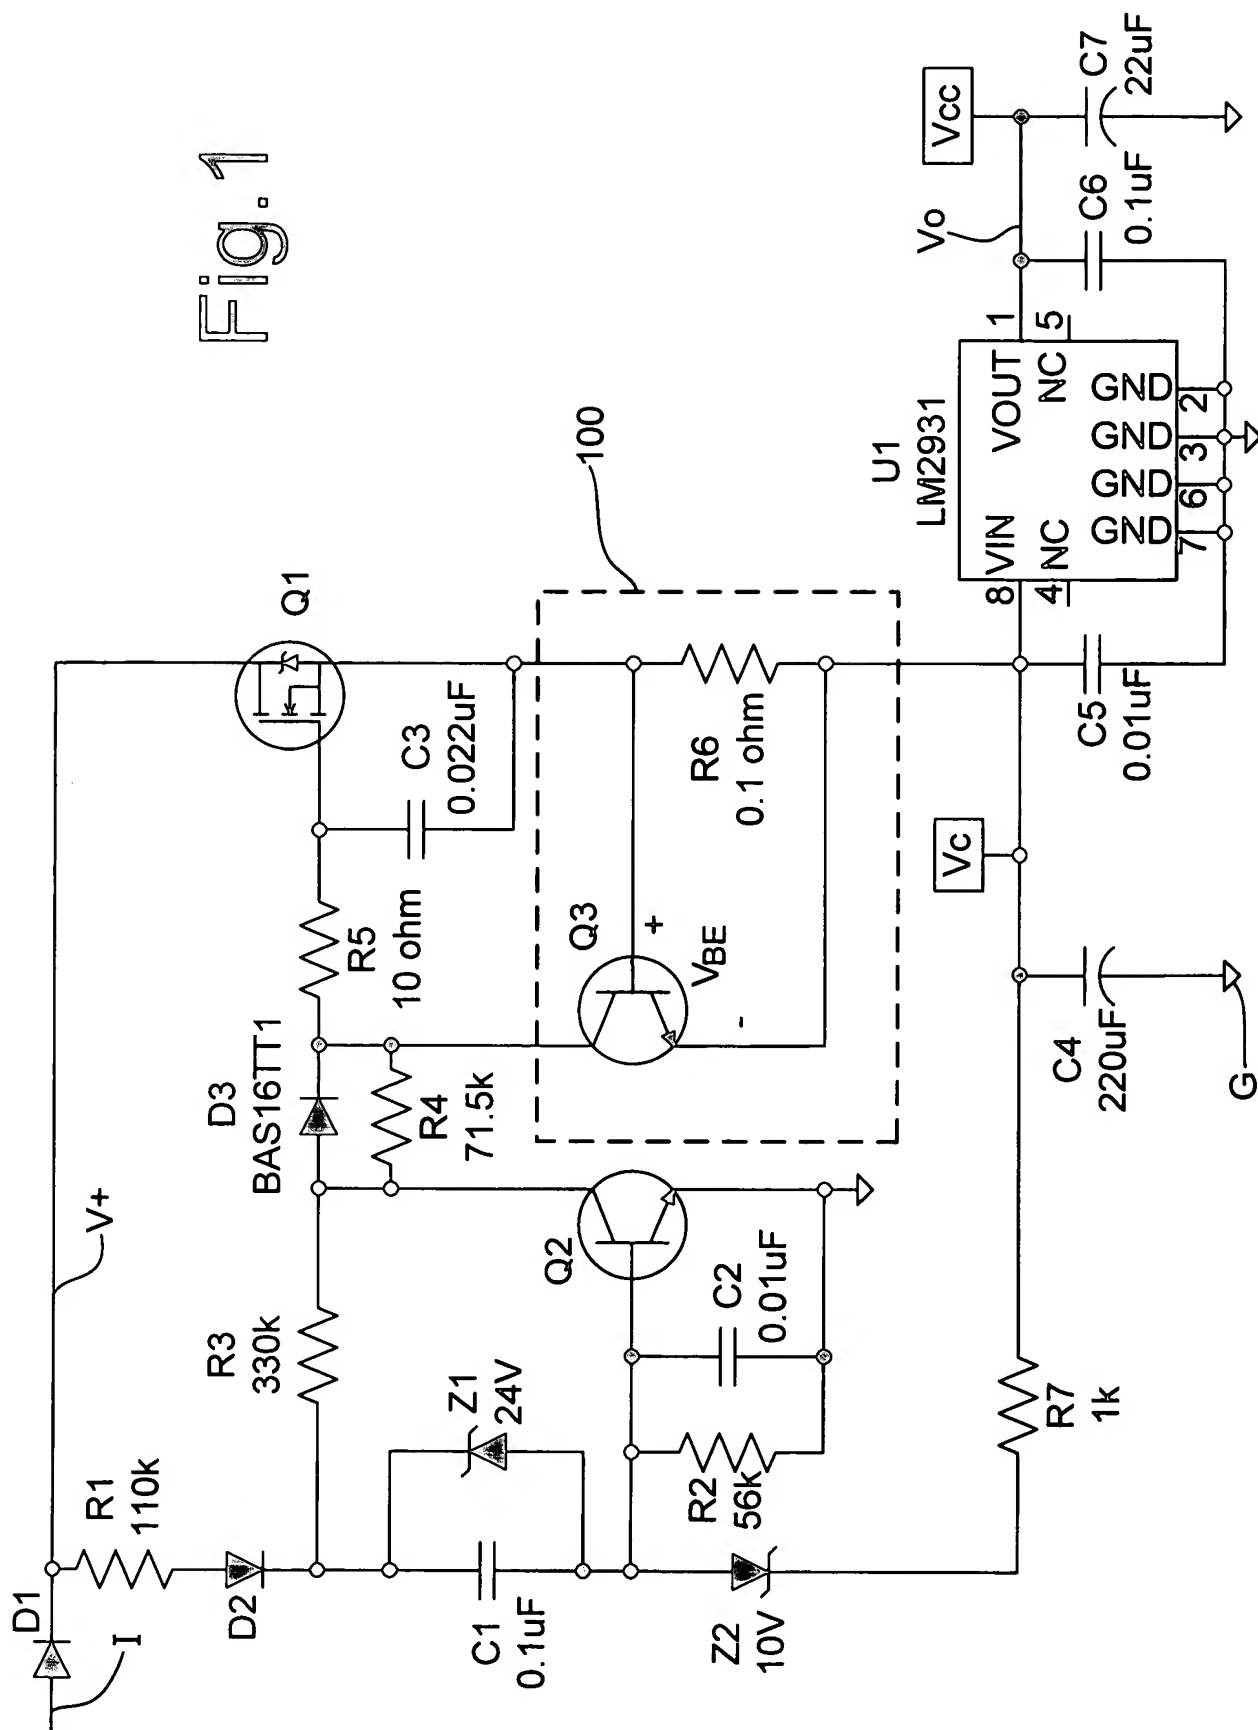 Fig.1
I
D1
V+
R1
110k
D2
R3
330k
D3
BAS16TT1
R4
71.5k
R5
10 ohm
C3
0.022uF
Q1
100
Z1
24V
C1
0.1uF
Q2
Q3
+
VBE
-
R6
0.1 ohm
C2
0.01uF
R2
56k
Z2
10V
R7
1k
C4
220uF
G
Vc
C5
0.01uF
U1
LM2931
8
VIN
VOUT
1
4
NC
NC
5
GND
GND
GND
GND
7
6
3
2
Vo
Vcc
C6
0.1uF
C7
22uF